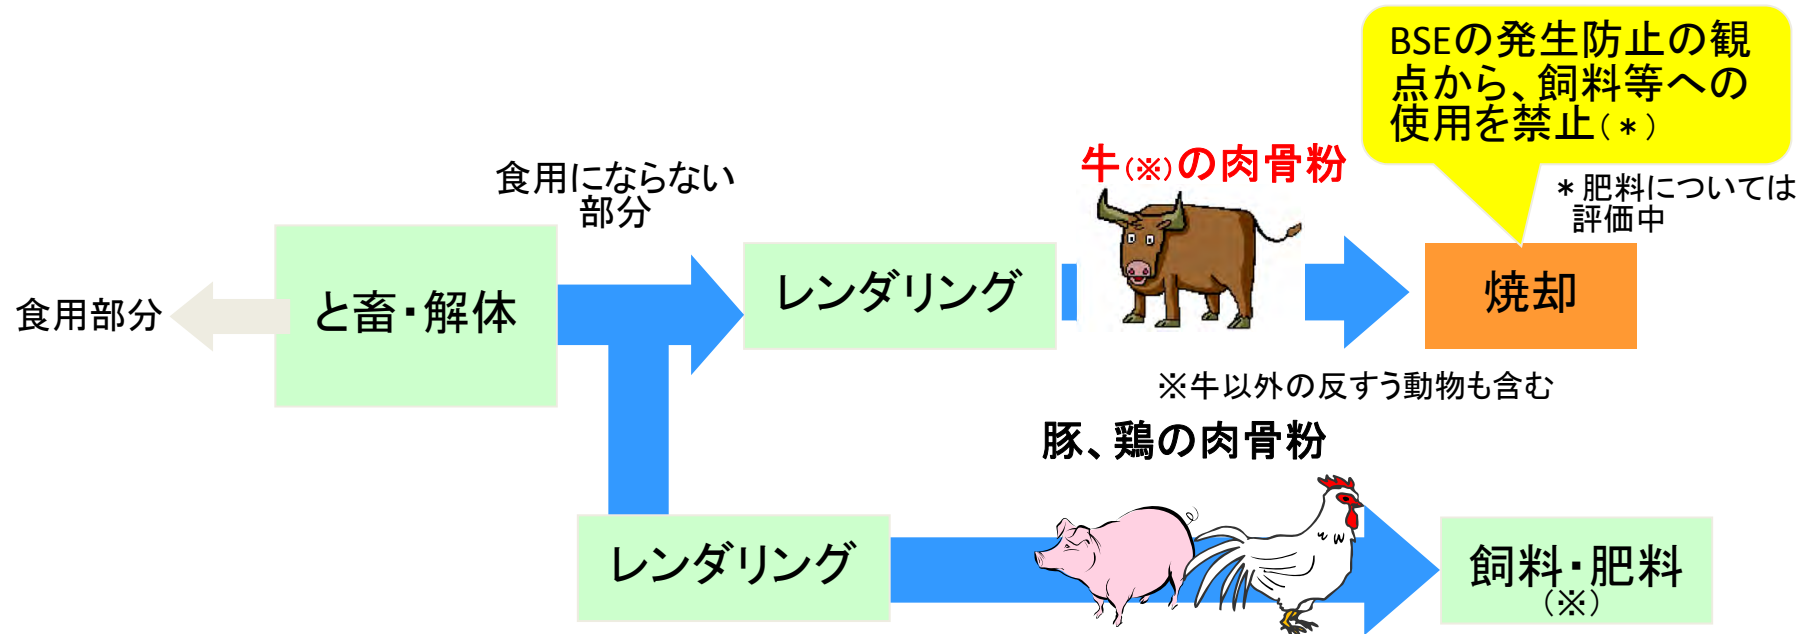 BSEの発生防止の観
点から、飼料等への
使用を禁止(*)
*肥料については
評価中
食用にならない
部分
牛(※)の肉骨粉
食用部分
と畜・解体
レンダリング
焼却
※牛以外の反すう動物も含む
豚、鶏の肉骨粉
レンダリング
飼料・肥料
(※)